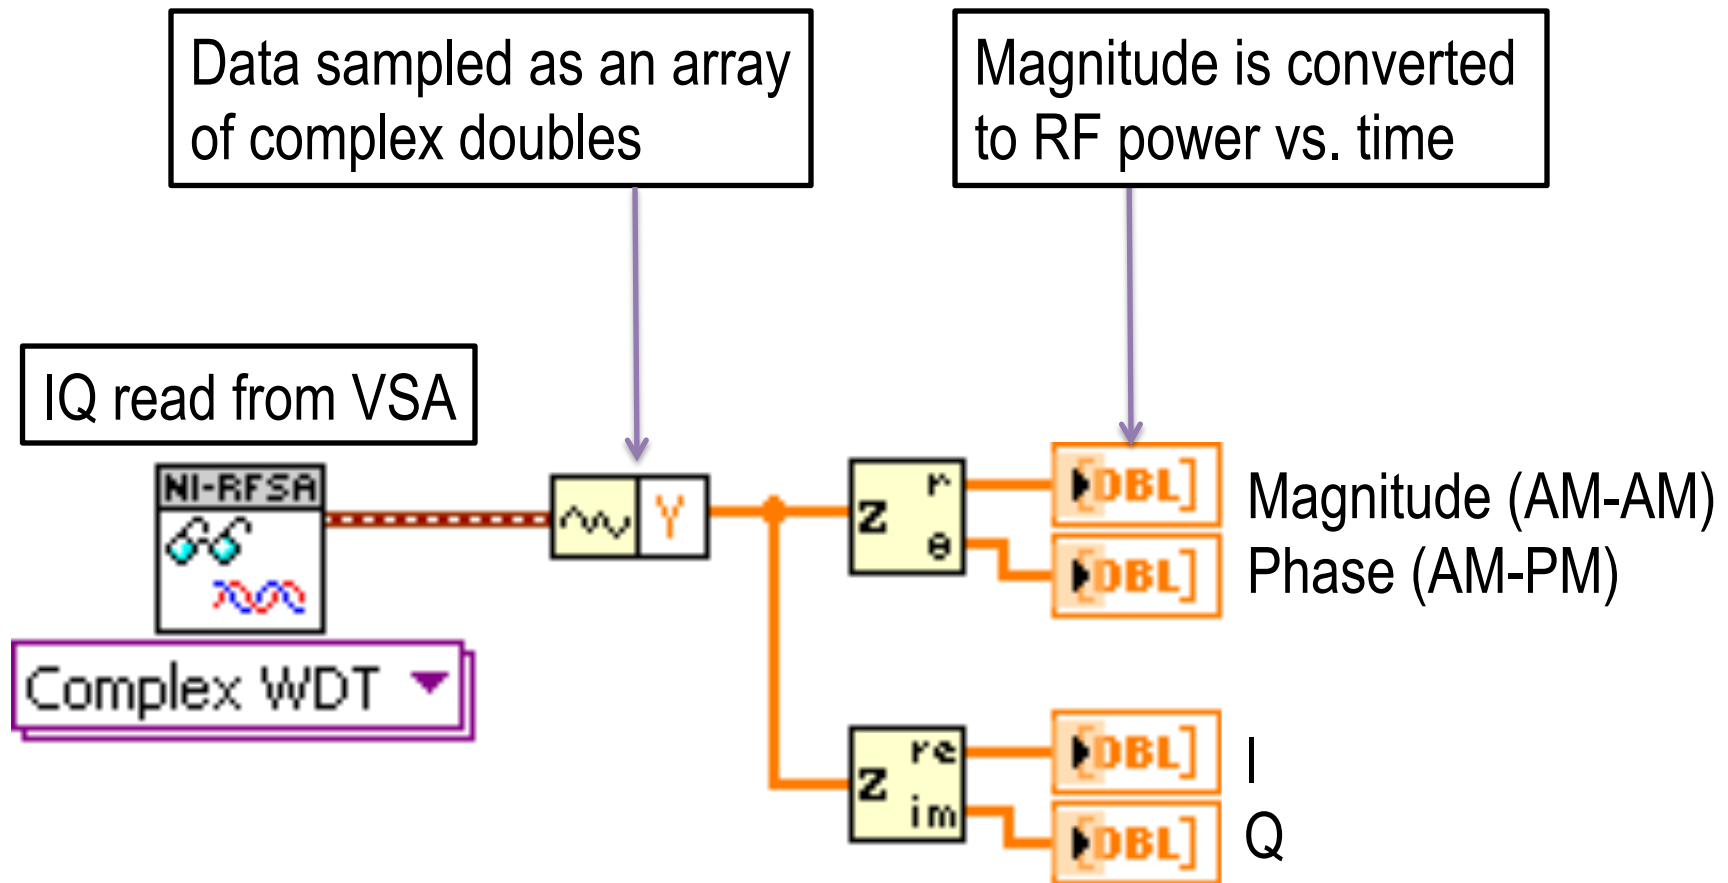 Data sampled as an array
of complex doubles
Magnitude is converted
to RF power vs. time
IQ read from VSA
NI-RFSA
Complex WDT
Y
z
r
θ
DBL
Magnitude (AM-AM)
DBL
Phase (AM-PM)
z
re
im
DBL
I
DBL
Q